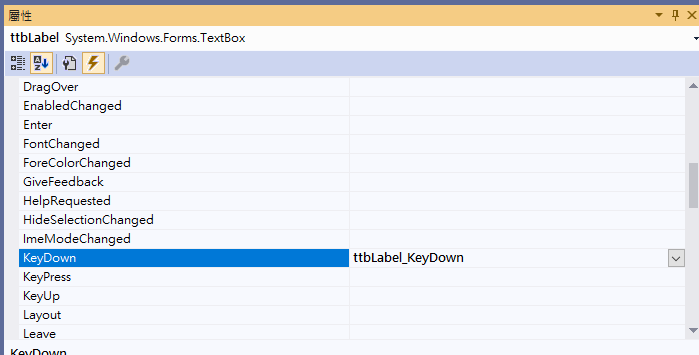 屬性
ttbLabel System.Windows.Forms.TextBox
DragOver
EnabledChanged
Enter
FontChanged
ForeColorChanged
GiveFeedback
HelpRequested
HideSelectionChanged
ImeModeChanged
KeyDown ttbLabel_KeyDown
KeyPress
KeyUp
Layout
Leave
KeyDown